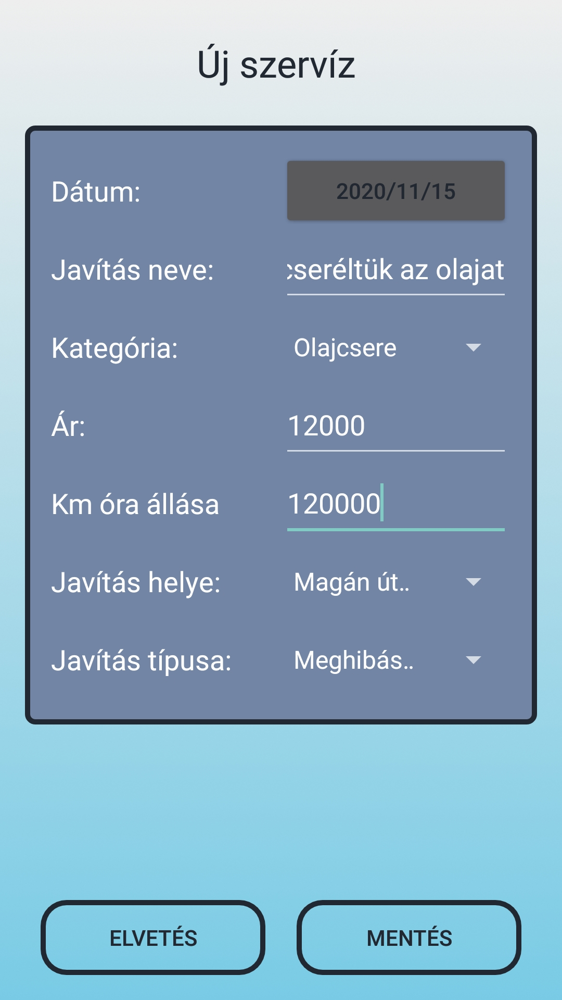 Új szervíz
Dátum: 2020/11/15
Javítás neve: cseréltük az olajat
Kategória: Olajcsere
Ár: 12000
Km óra állása 120000
Javítás helye: Magán út..
Javítás típusa: Meghibás..
ELVETÉS MENTÉS